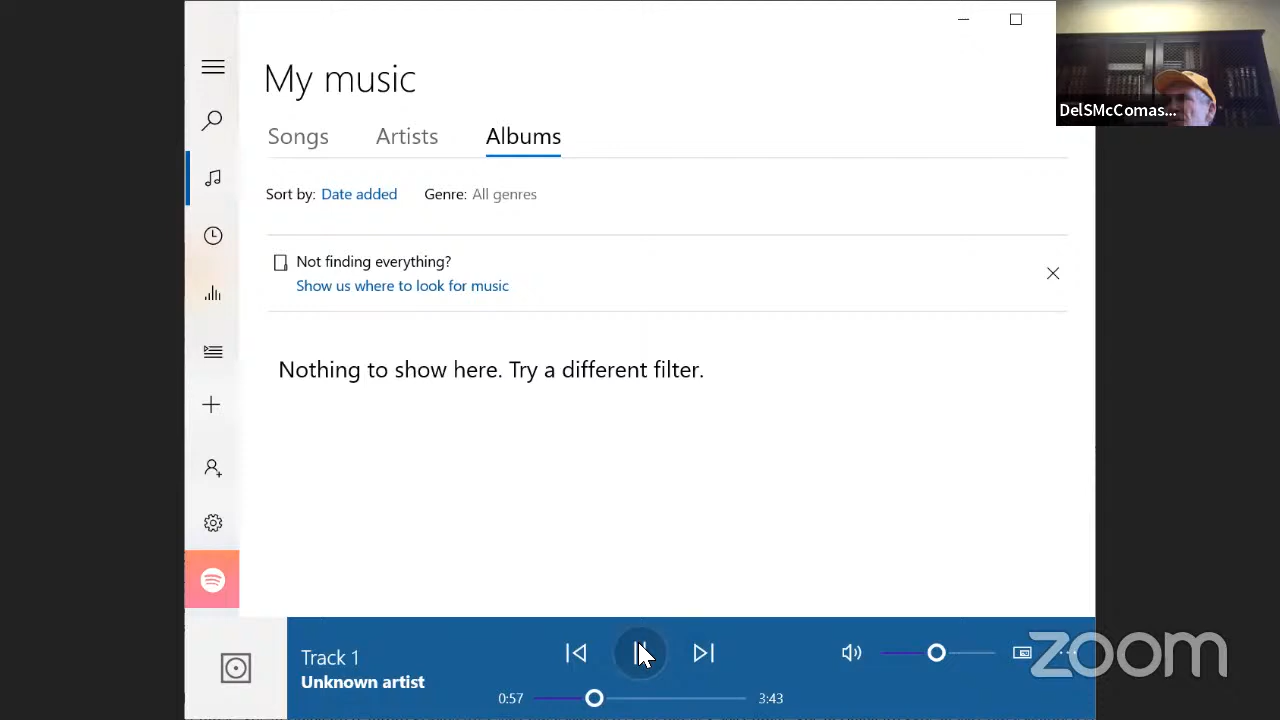 My music
DelSMcComas...
Songs Artists Albums
Sort by: Date added Genre: All genres
Not finding everything?
Show us where to look for music
Nothing to show here. Try a different filter.
Track 1
Unknown artist
0:57 3:43
zoom